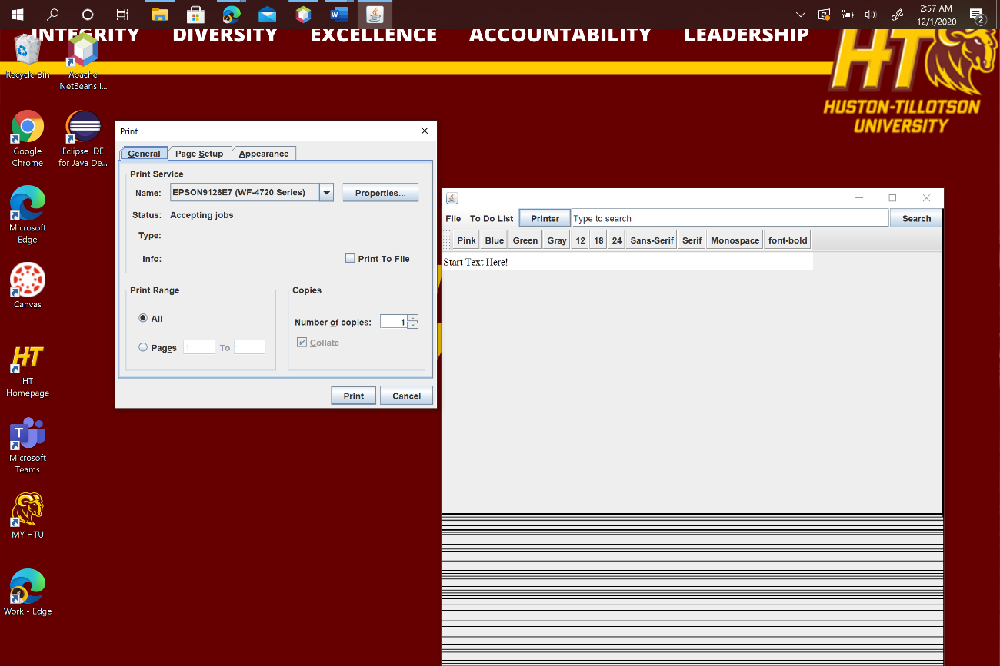 2:57 AM
12/1/2020
2
INTEGRITY DIVERSITY EXCELLENCE ACCOUNTABILITY LEADERSHIP
HT
HUSTON-TILLOTSON
UNIVERSITY
Recycle Bin
Apache
NetBeans I...
Google
Chrome
Eclipse IDE
for Java De...
Microsoft
Edge
Canvas
HT
HT
Homepage
T
Microsoft
Teams
MY HTU
Work - Edge
W
Print
General Page Setup Appearance
Print Service
Name: EPSON9126E7 (WF-4720 Series) Properties...
Status: Accepting jobs
Type:
Info: Print To File
Print Range
All
Pages 1 To 1
Copies
Number of copies: 1
Collate
Print Cancel
File To Do List Printer Type to search Search
Pink Blue Green Gray 12 18 24 Sans-Serif Serif Monospace font-bold
Start Text Here!